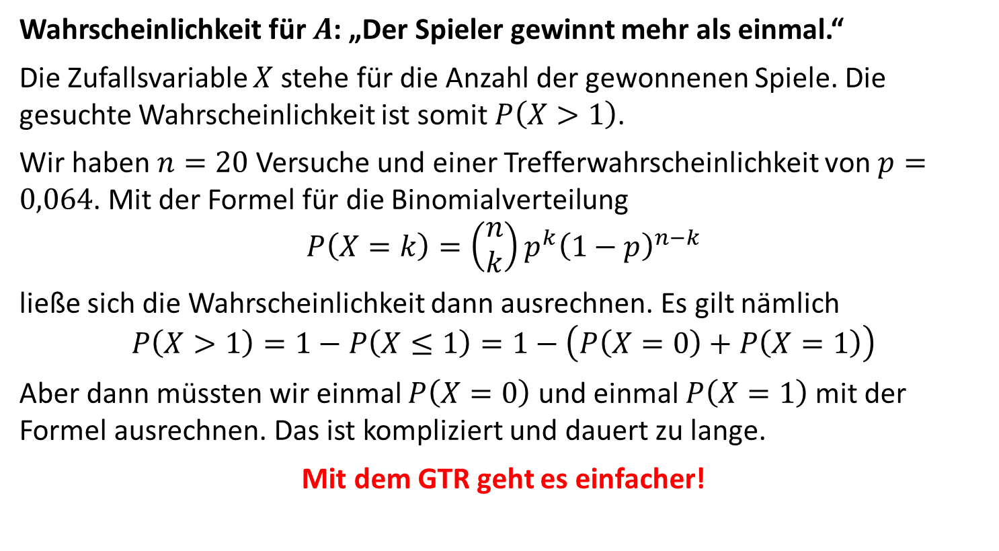 Wahrscheinlichkeit für A: „Der Spieler gewinnt mehr als einmal.“
Die Zufallsvariable X stehe für die Anzahl der gewonnenen Spiele. Die
gesuchte Wahrscheinlichkeit ist somit P(X > 1).
Wir haben n = 20 Versuche und einer Trefferwahrscheinlichkeit von p =
0,064. Mit der Formel für die Binomialverteilung
P(X = k) = (n k) p^k (1 − p)^{n−k}
ließe sich die Wahrscheinlichkeit dann ausrechnen. Es gilt nämlich
P(X > 1) = 1 − P(X ≤ 1) = 1 − (P(X = 0) + P(X = 1))
Aber dann müssten wir einmal P(X = 0) und einmal P(X = 1) mit der
Formel ausrechnen. Das ist kompliziert und dauert zu lange.
Mit dem GTR geht es einfacher!